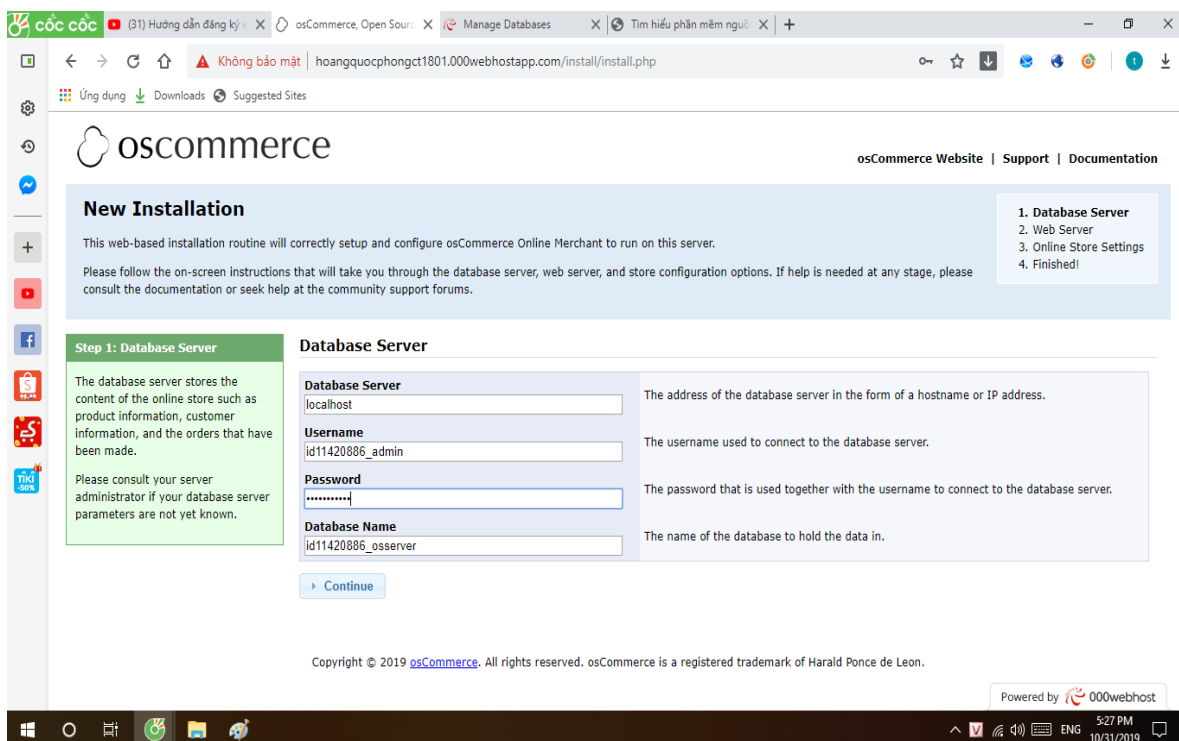 cốc cốc
(31) Hướng dẫn đăng ký v
osCommerce, Open Sourc
Manage Databases
Tìm hiểu phần mềm nguồ
Không bảo mật
hoangquocphongct1801.000webhostapp.com/install/install.php
t
Ứng dụng
Downloads
Suggested Sites
oscommerce
osCommerce Website | Support | Documentation
New Installation
This web-based installation routine will correctly setup and configure osCommerce Online Merchant to run on this server.
Please follow the on-screen instructions that will take you through the database server, web server, and store configuration options. If help is needed at any stage, please
consult the documentation or seek help at the community support forums.
1. Database Server
2. Web Server
3. Online Store Settings
4. Finished!
Step 1: Database Server
The database server stores the
content of the online store such as
product information, customer
information, and the orders that have
been made.
Please consult your server
administrator if your database server
parameters are not yet known.
Database Server
Database Server
localhost
The address of the database server in the form of a hostname or IP address.
Username
id11420886_admin
The username used to connect to the database server.
Password
•••••••••••
The password that is used together with the username to connect to the database server.
Database Name
id11420886_osserver
The name of the database to hold the data in.
Continue
TIKI
-50%
Copyright © 2019 osCommerce. All rights reserved. osCommerce is a registered trademark of Harald Ponce de Leon.
Powered by 000webhost
V
ENG
5:27 PM
10/31/2019